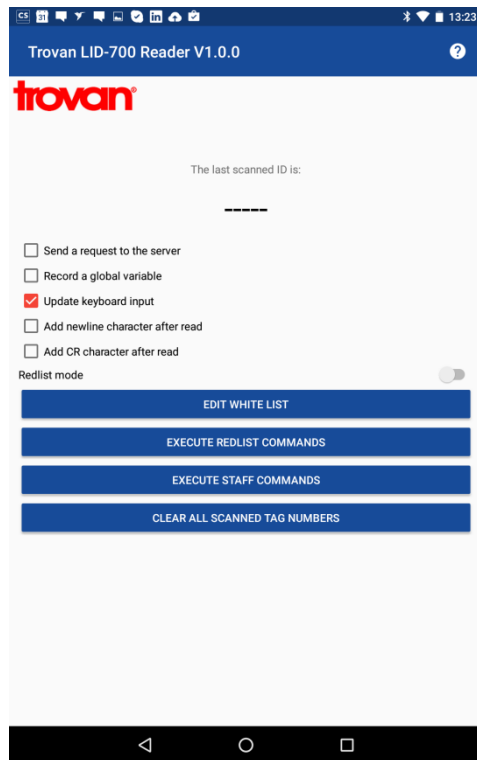 CS 31 in 13:23
Trovan LID-700 Reader V1.0.0 ?
trovan®
The last scanned ID is:
-----
Send a request to the server
Record a global variable
Update keyboard input
Add newline character after read
Add CR character after read
Redlist mode
EDIT WHITE LIST
EXECUTE REDLIST COMMANDS
EXECUTE STAFF COMMANDS
CLEAR ALL SCANNED TAG NUMBERS